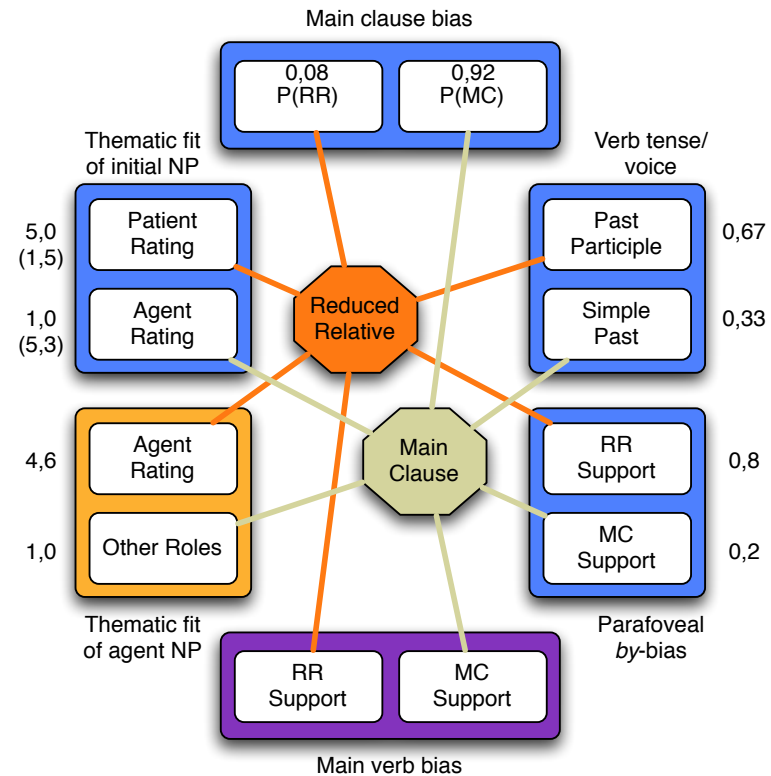 Main clause bias
0,08
P(RR)
0,92
P(MC)
Thematic fit
of initial NP
Verb tense/
voice
5,0
(1,5)
Patient
Rating
1,0
(5,3)
Agent
Rating
Past
Participle
0,67
Simple
Past
0,33
Reduced
Relative
Main
Clause
4,6
Agent
Rating
1,0
Other Roles
RR
Support
0,8
MC
Support
0,2
Thematic fit
of agent NP
Parafoveal
by-bias
RR
Support
MC
Support
Main verb bias